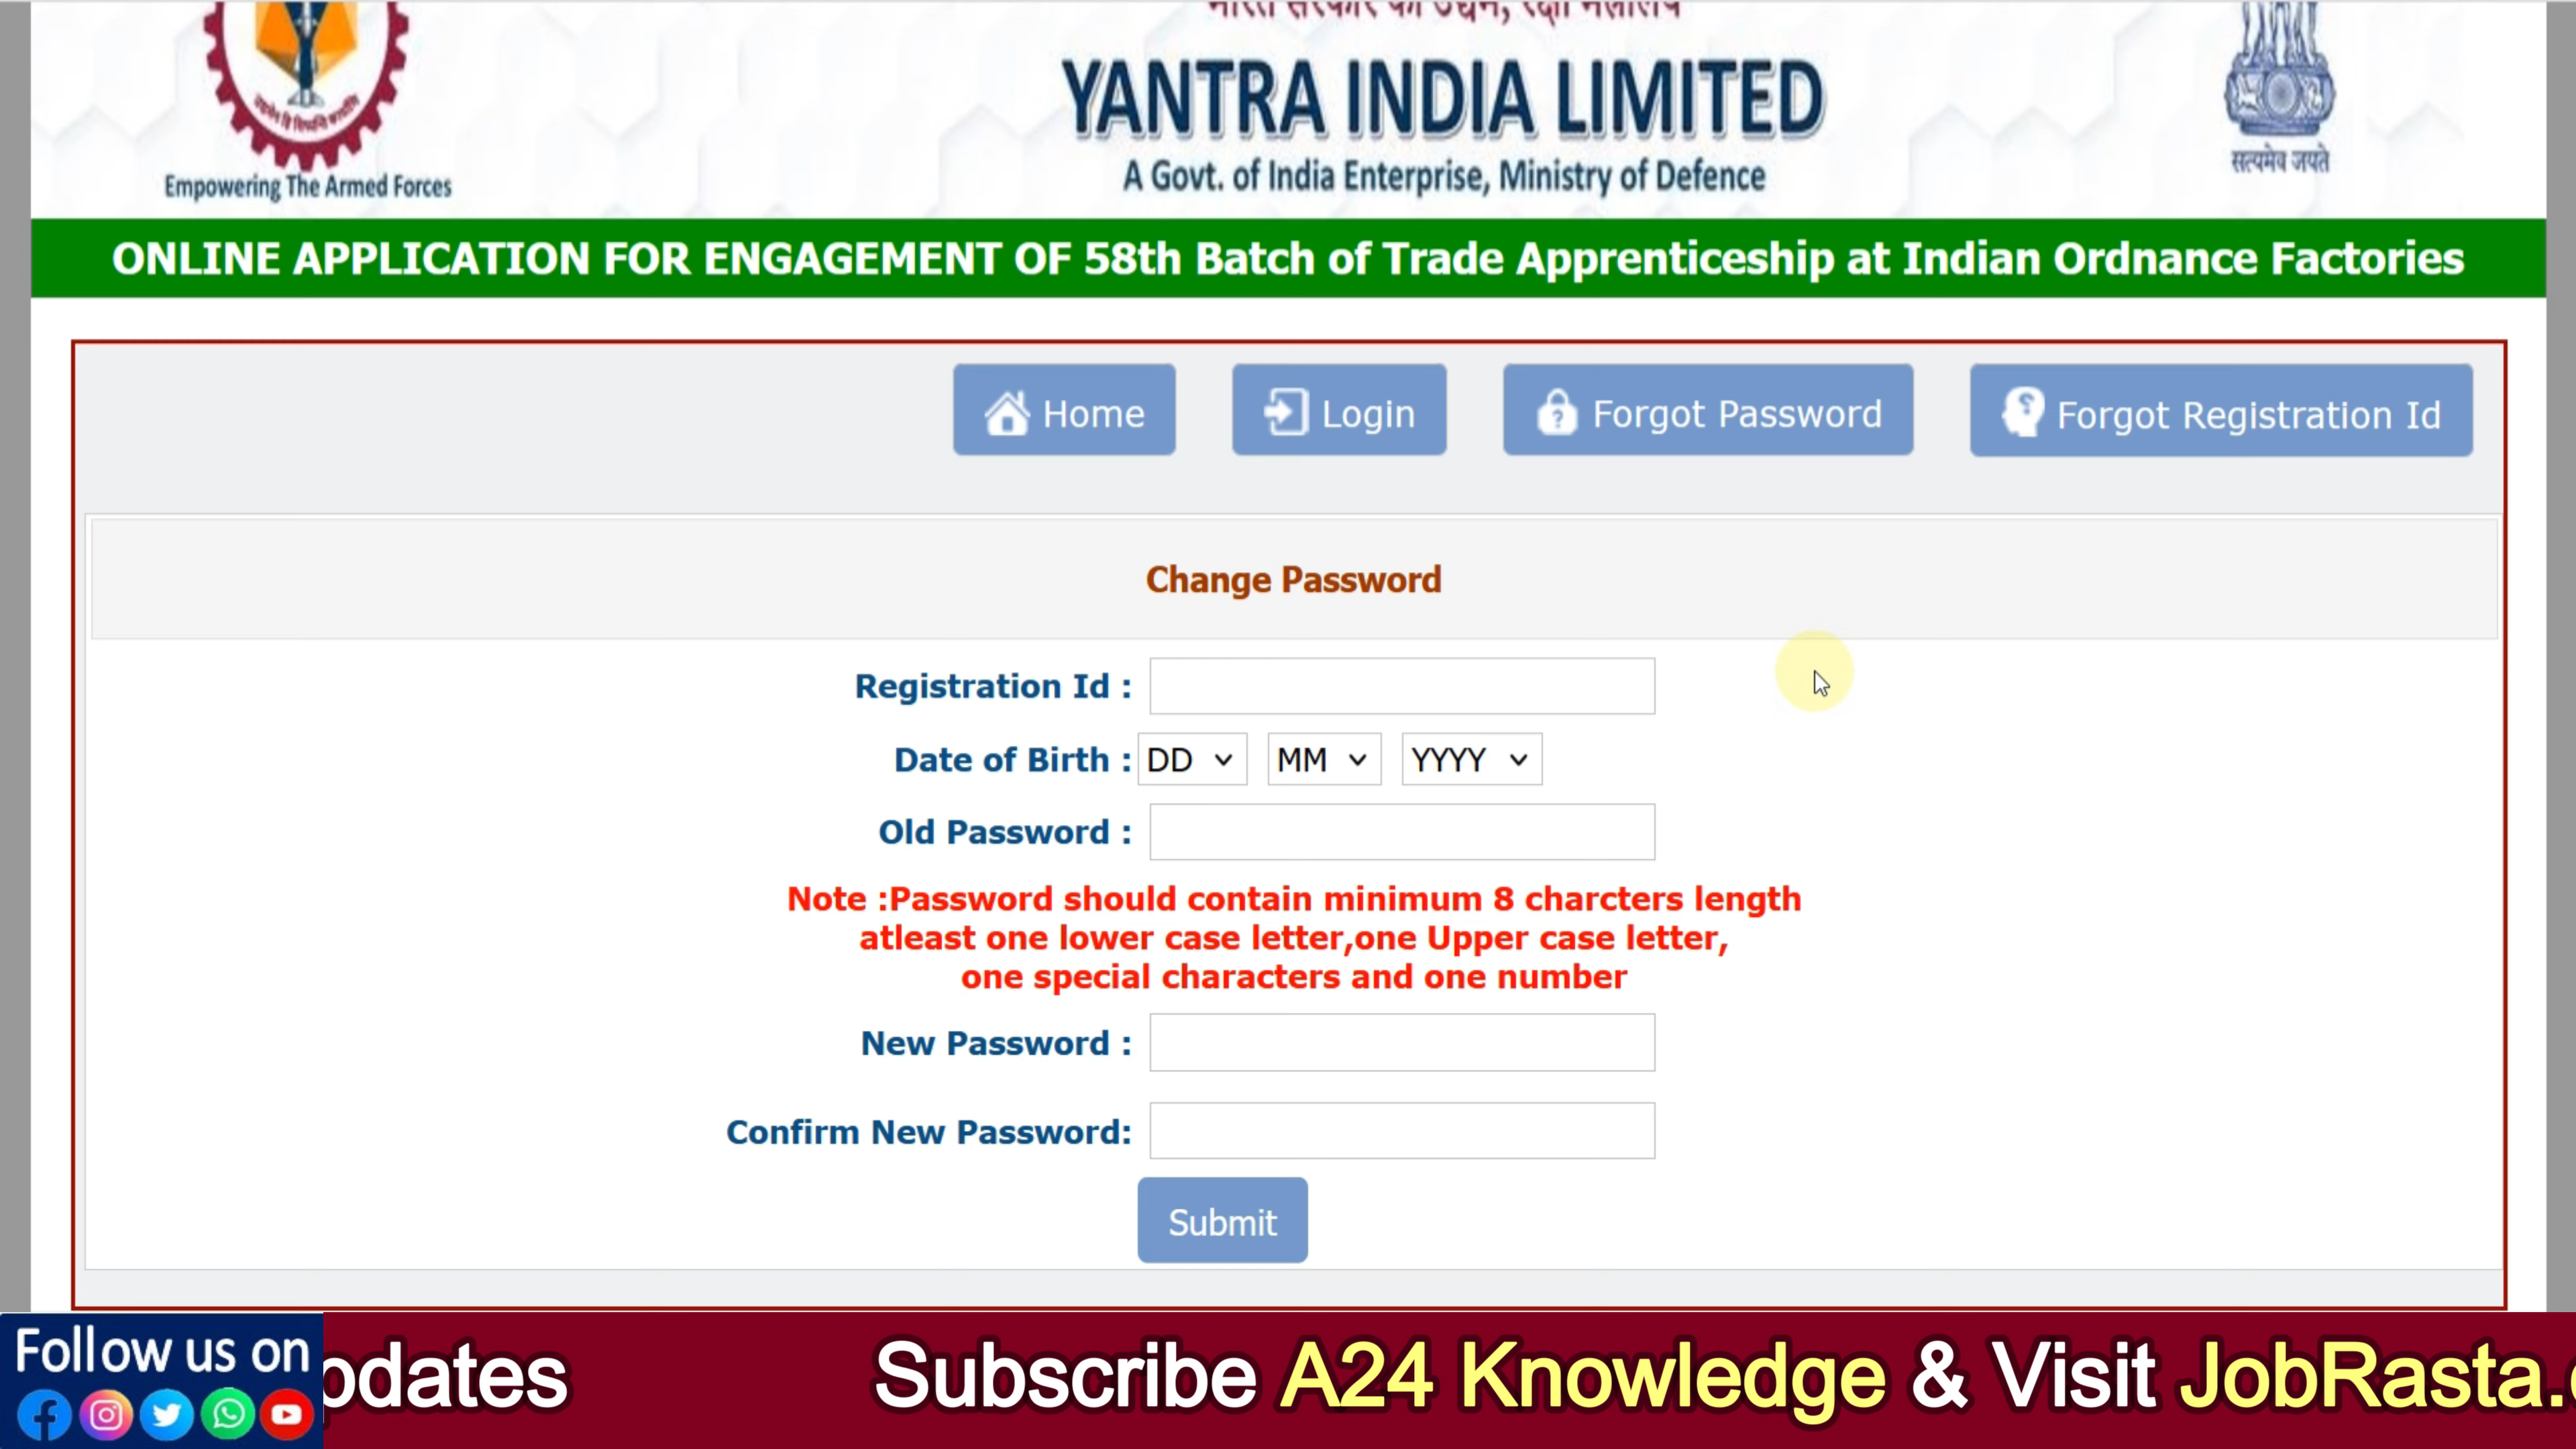 YANTRA INDIA LIMITED
A Govt. of India Enterprise, Ministry of Defence
Empowering The Armed Forces
सत्यमेव जयते
ONLINE APPLICATION FOR ENGAGEMENT OF 58th Batch of Trade Apprenticeship at Indian Ordnance Factories
Home Login Forgot Password Forgot Registration Id
Change Password
Registration Id :
Date of Birth : DD MM YYYY
Old Password :
Note :Password should contain minimum 8 charcters length
atleast one lower case letter,one Upper case letter,
one special characters and one number
New Password :
Confirm New Password:
Submit
Follow us on
pdates Subscribe A24 Knowledge & Visit JobRasta.